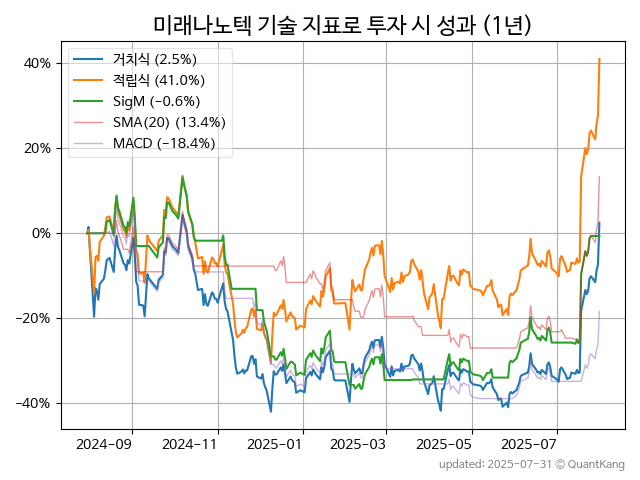 미래나노텍 기술 지표로 투자 시 성과 (1년)
거치식 (2.5%)
적립식 (41.0%)
SigM (−0.6%)
SMA(20) (13.4%)
MACD (−18.4%)
40%
20%
0%
−20%
−40%
2024−09 2024−11 2025−01 2025−03 2025−05 2025−07
updated: 2025-07-31 © QuantKang